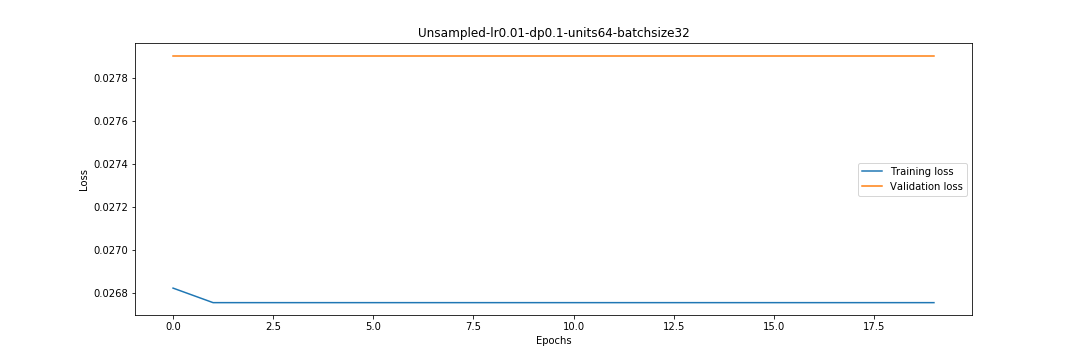 Unsampled-lr0.01-dp0.1-units64-batchsize32
0.0278
0.0276
0.0274
0.0272
0.0270
0.0268
Loss
Training loss
Validation loss
0.0 2.5 5.0 7.5 10.0 12.5 15.0 17.5
Epochs